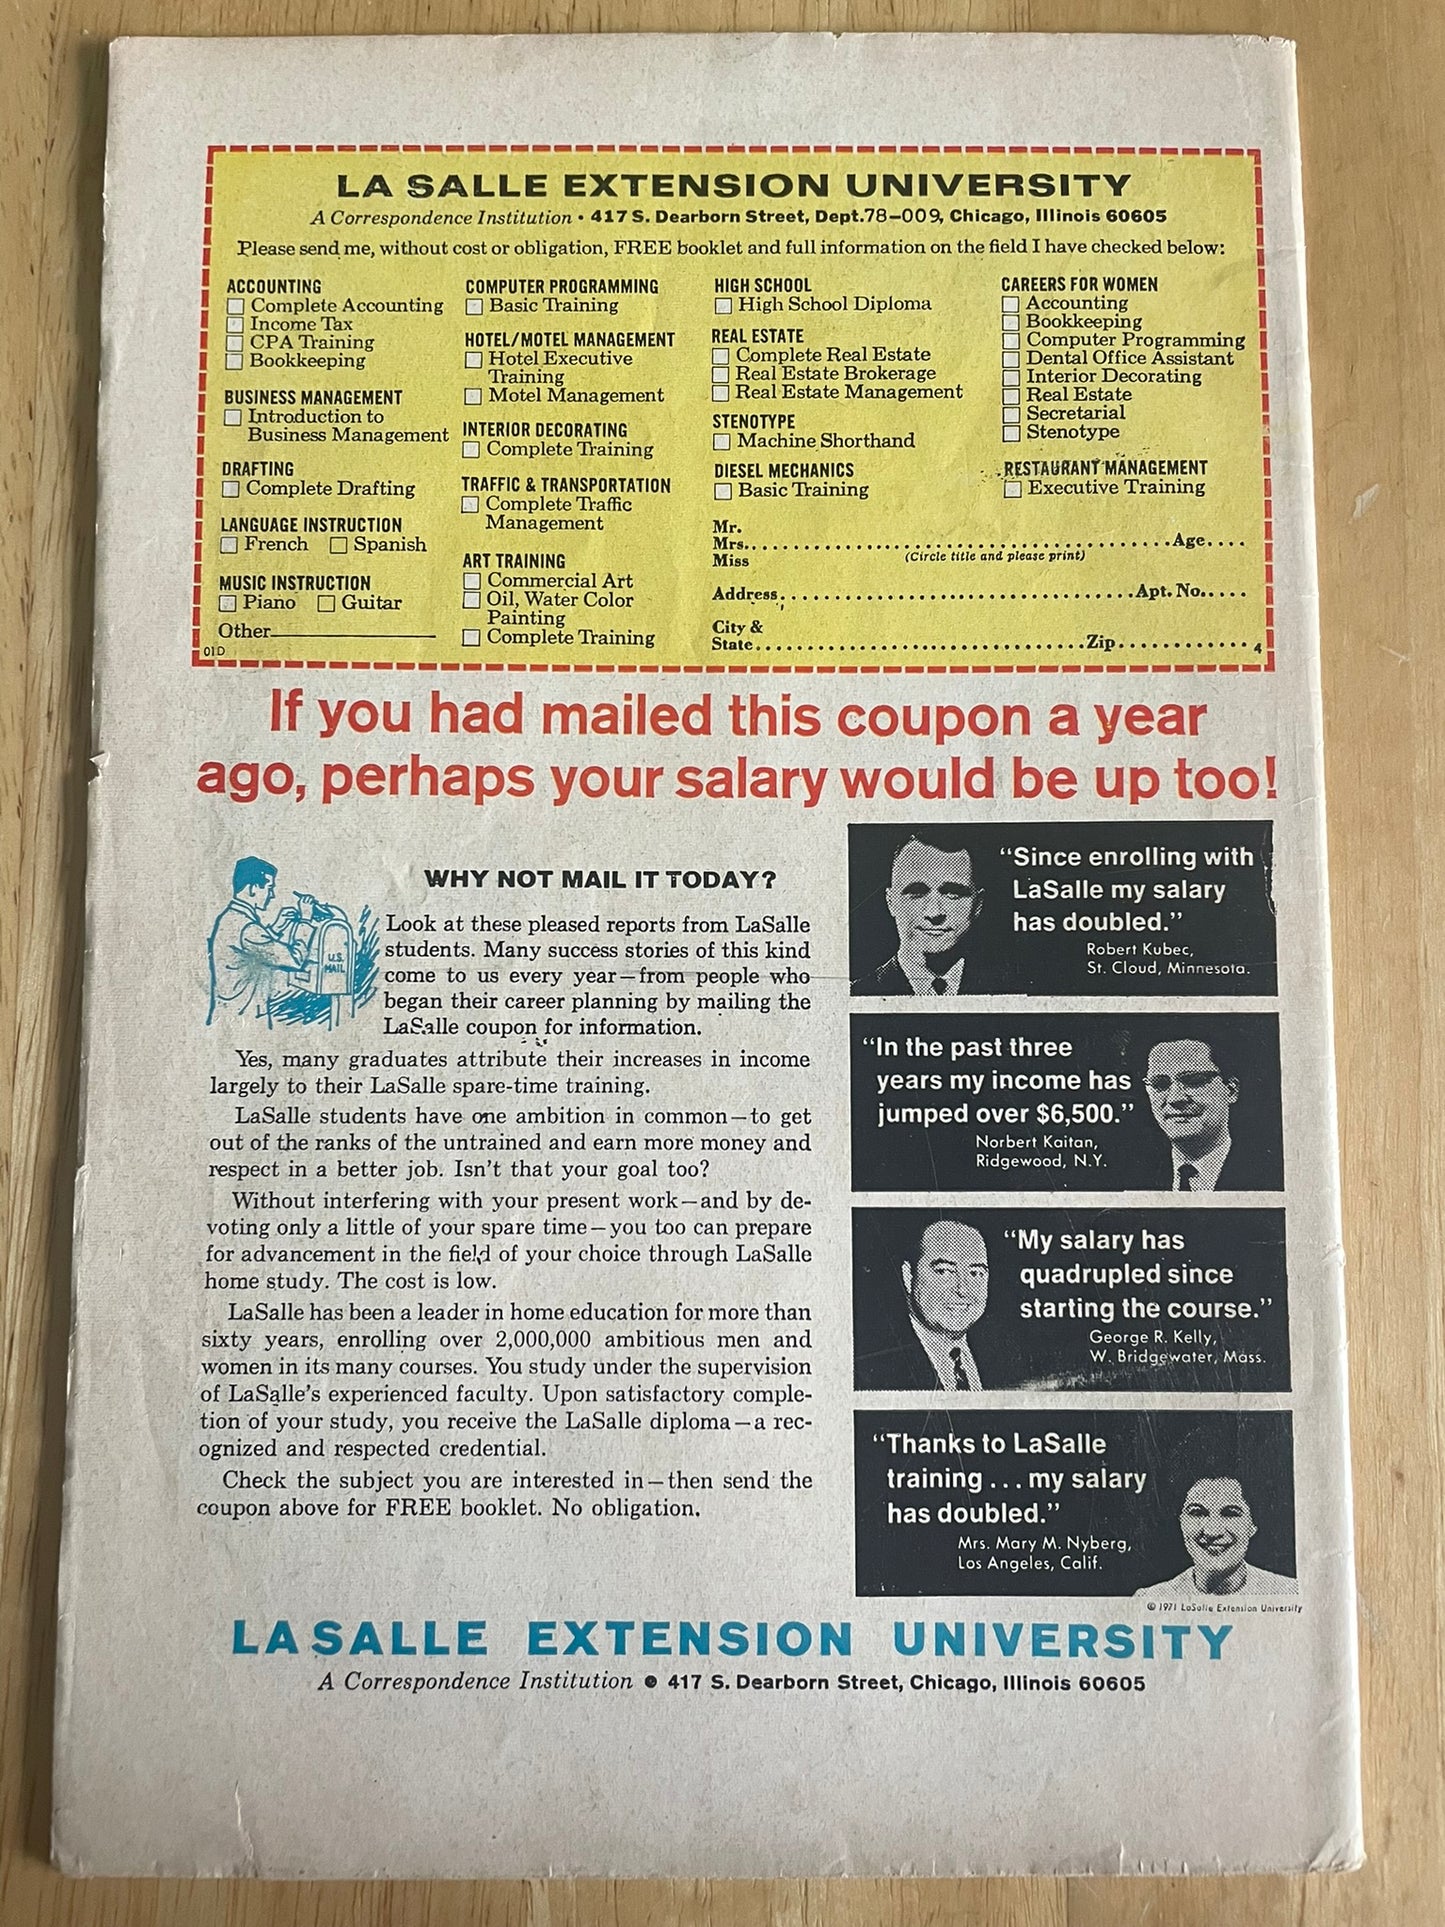 LA SALLE EXTENSION UNIVERSITY
A Correspondence Institution • 417 S. Dearborn Street, Dept.78-009, Chicago, Illinois 60605
Please send me, without cost or obligation, FREE booklet and full information on the field I have checked below:
ACCOUNTING
Complete Accounting
Income Tax
CPA Training
Bookkeeping
BUSINESS MANAGEMENT
Introduction to
Business Management
DRAFTING
Complete Drafting
LANGUAGE INSTRUCTION
French Spanish
MUSIC INSTRUCTION
Piano Guitar
Other
01D
COMPUTER PROGRAMMING
Basic Training
HOTEL/MOTEL MANAGEMENT
Hotel Executive
Training
Motel Management
INTERIOR DECORATING
Complete Training
TRAFFIC & TRANSPORTATION
Complete Traffic
Management
ART TRAINING
Commercial Art
Oil, Water Color
Painting
Complete Training
HIGH SCHOOL
High School Diploma
REAL ESTATE
Complete Real Estate
Real Estate Brokerage
Real Estate Management
STENOTYPE
Machine Shorthand
DIESEL MECHANICS
Basic Training
CAREERS FOR WOMEN
Accounting
Bookkeeping
Computer Programming
Dental Office Assistant
Interior Decorating
Real Estate
Secretarial
Stenotype
RESTAURANT MANAGEMENT
Executive Training
Mr.
Mrs. Age
Miss (Circle title and please print)
Address Apt. No.
City &
State Zip 4
If you had mailed this coupon a year
ago, perhaps your salary would be up too!
WHY NOT MAIL IT TODAY?
U.S.
MAIL
Look at these pleased reports from LaSalle
students. Many success stories of this kind
come to us every year—from people who
began their career planning by mailing the
LaSalle coupon for information.
Yes, many graduates attribute their increases in income
largely to their LaSalle spare-time training.
LaSalle students have one ambition in common—to get
out of the ranks of the untrained and earn more money and
respect in a better job. Isn't that your goal too?
Without interfering with your present work—and by de-
voting only a little of your spare time—you too can prepare
for advancement in the field of your choice through LaSalle
home study. The cost is low.
LaSalle has been a leader in home education for more than
sixty years, enrolling over 2,000,000 ambitious men and
women in its many courses. You study under the supervision
of LaSalle's experienced faculty. Upon satisfactory comple-
tion of your study, you receive the LaSalle diploma—a rec-
ognized and respected credential.
Check the subject you are interested in—then send the
coupon above for FREE booklet. No obligation.
"Since enrolling with
LaSalle my salary
has doubled."
Robert Kubec,
St. Cloud, Minnesota.
"In the past three
years my income has
jumped over $6,500."
Norbert Kaitan,
Ridgewood, N.Y.
"My salary has
quadrupled since
starting the course."
George R. Kelly,
W. Bridgewater, Mass.
"Thanks to LaSalle
training ... my salary
has doubled."
Mrs. Mary M. Nyberg,
Los Angeles, Calif.
© 1971 LaSalle Extension University
LASALLE EXTENSION UNIVERSITY
A Correspondence Institution • 417 S. Dearborn Street, Chicago, Illinois 60605